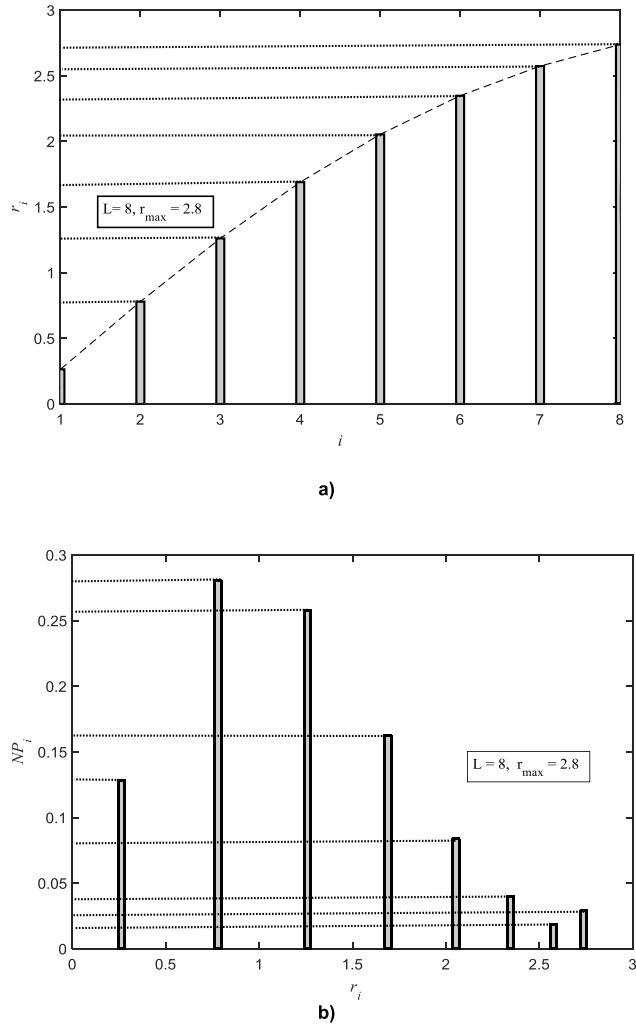 3
2.5
2
1.5
1
0.5
0
r_i
L= 8, r_max = 2.8
1 2 3 4 5 6 7 8
i
a)
0.3
0.25
0.2
0.15
0.1
0.05
0
NP_i
L = 8, r_max = 2.8
0 0.5 1 1.5 2 2.5 3
r_i
b)